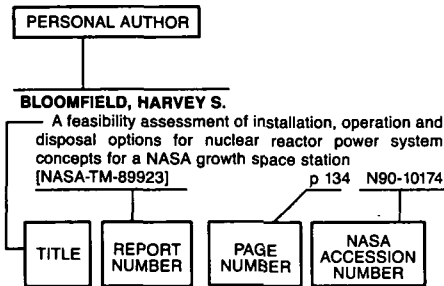 PERSONAL AUTHOR
BLOOMFIELD, HARVEY S.
A feasibility assessment of installation, operation and
disposal options for nuclear reactor power system
concepts for a NASA growth space station
[NASA-TM-89923] p 134 N90-10174
TITLE
REPORT
NUMBER
PAGE
NUMBER
NASA
ACCESSION
NUMBER